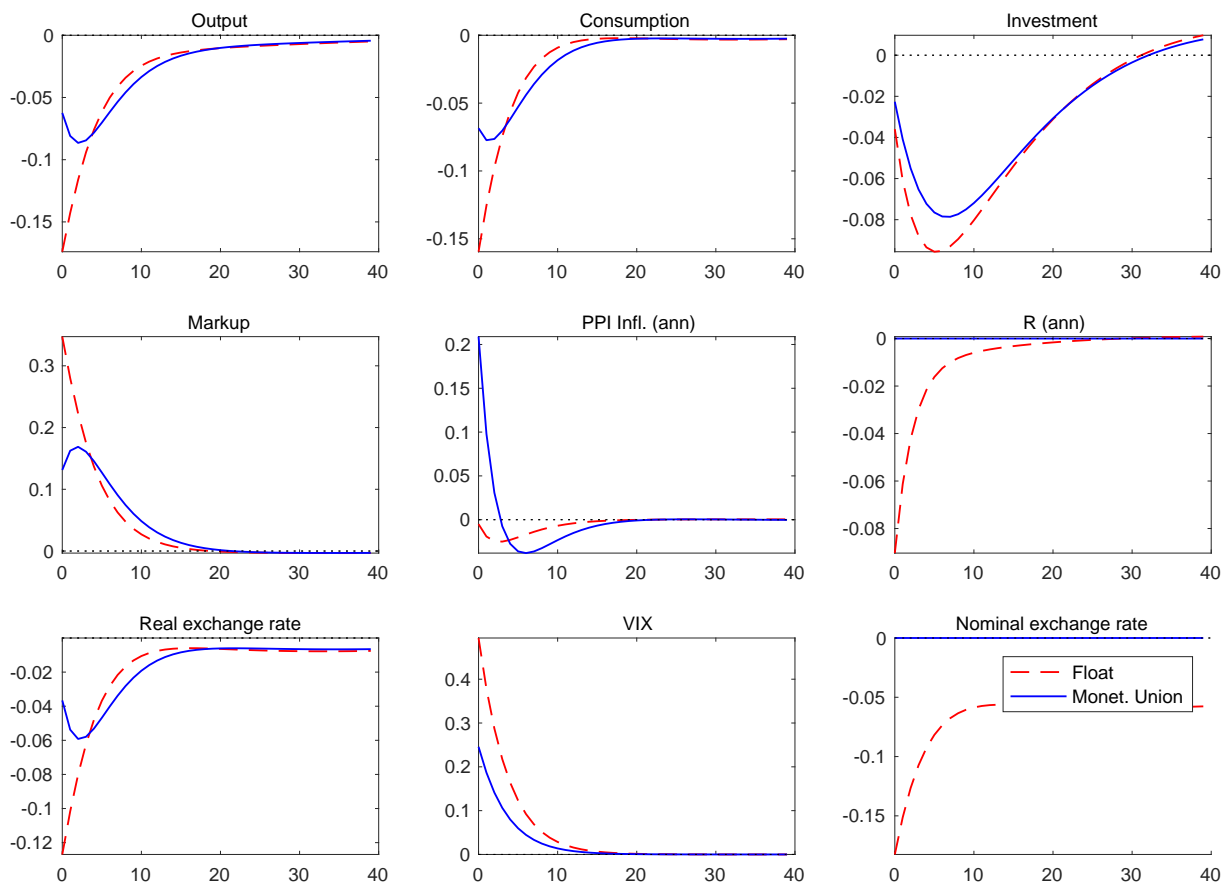 Output
Consumption
Investment
0
-0.05
-0.1
-0.15
0 10 20 30 40
0
-0.05
-0.1
-0.15
0 10 20 30 40
0
-0.02
-0.04
-0.06
-0.08
0 10 20 30 40
Markup
PPI Infl. (ann)
R (ann)
0.3
0.2
0.1
0
0 10 20 30 40
0.2
0.15
0.1
0.05
0
0 10 20 30 40
0
-0.02
-0.04
-0.06
-0.08
0 10 20 30 40
Real exchange rate
VIX
Nominal exchange rate
-0.02
-0.04
-0.06
-0.08
-0.1
-0.12
0 10 20 30 40
0.4
0.3
0.2
0.1
0
0 10 20 30 40
0
-0.05
-0.1
-0.15
0 10 20 30 40
Float
Monet. Union